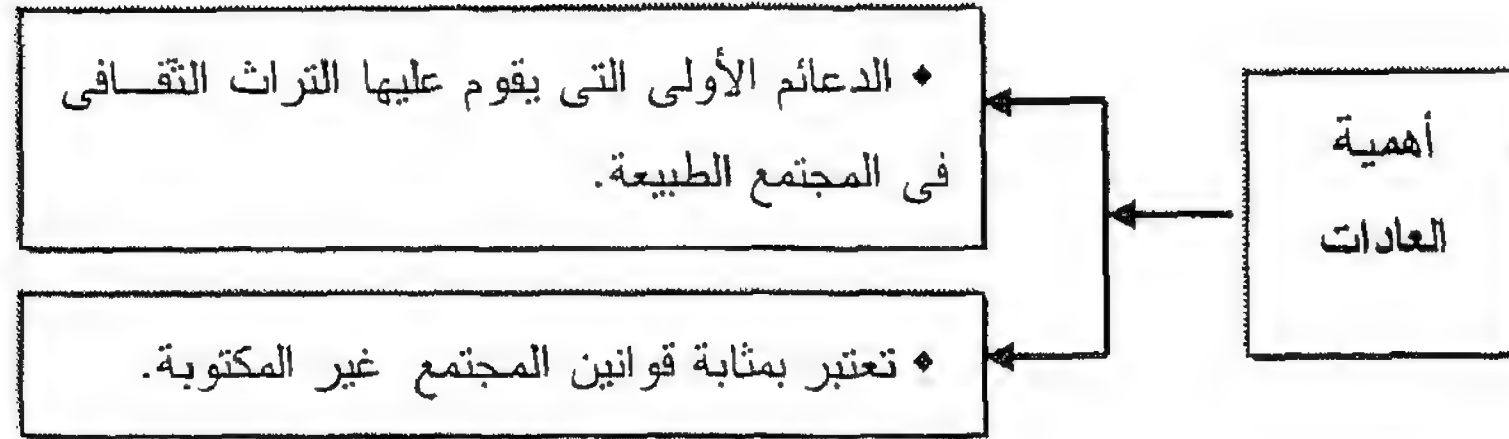 أهمية
العادات
♦ الدعائم الأولى التى يقوم عليها التراث الثقافى
فى المجتمع الطبيعة.
♦ تعتبر بمثابة قوانين المجتمع غير المكتوبة.